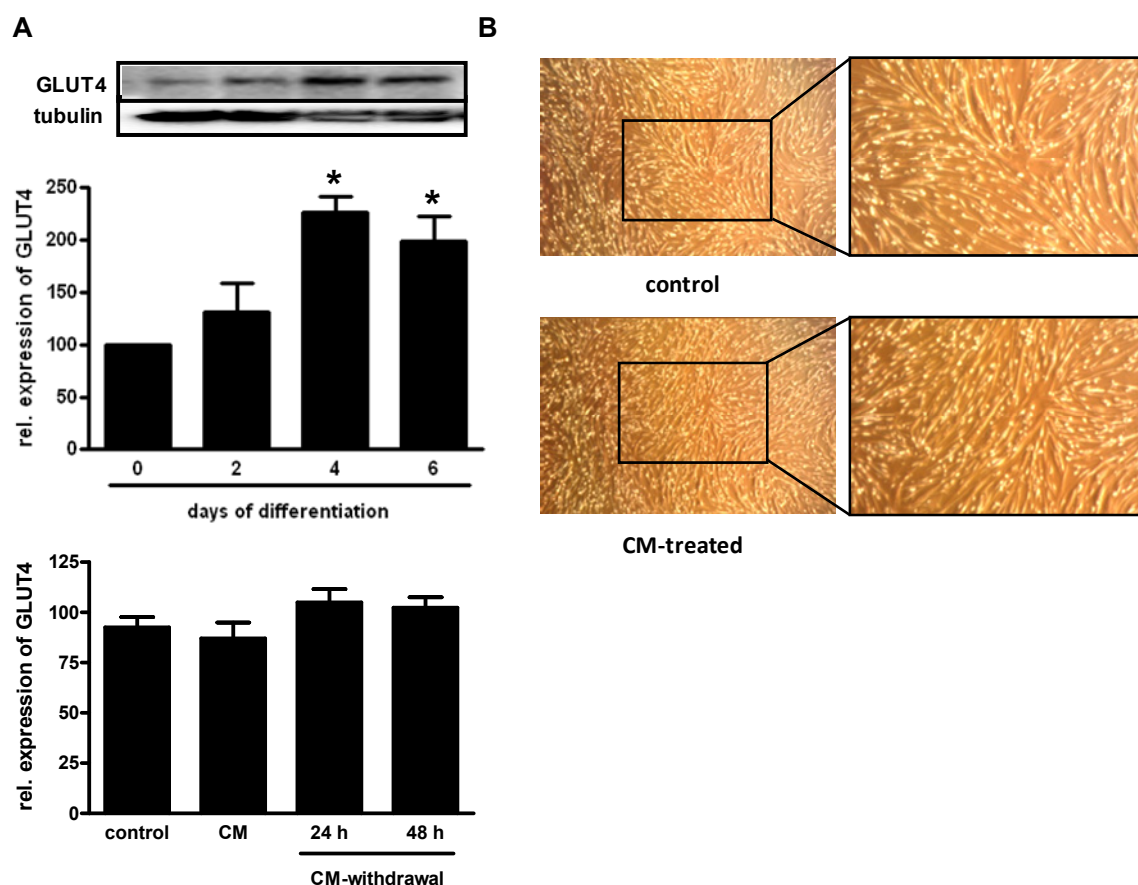 A
B
GLUT4
tubulin
rel. expression of GLUT4
250
200
150
100
50
0
*
*
0 2 4 6
days of differentiation
control
CM-treated
rel. expression of GLUT4
125
100
75
50
25
0
control CM 24 h 48 h
CM-withdrawal